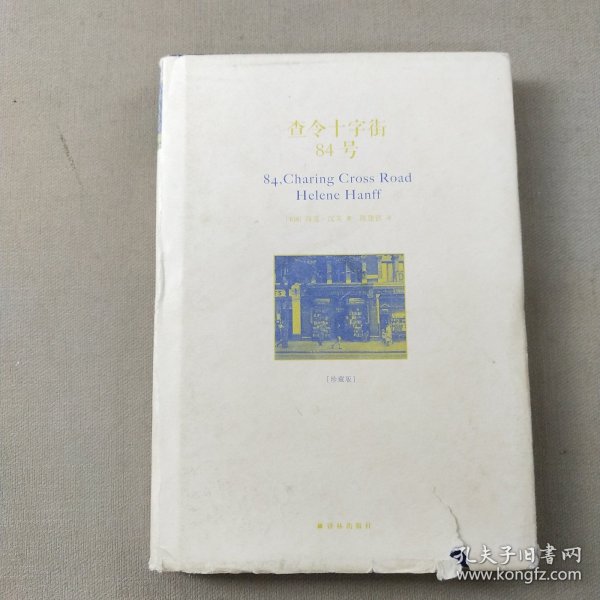 查令十字街
84号
84, Charing Cross Road
Helene Hanff
[美国] 海莲·汉芙 著 陈建铭 译
[珍藏版]
译林出版社
孔夫子旧书网
www.kongfz.com